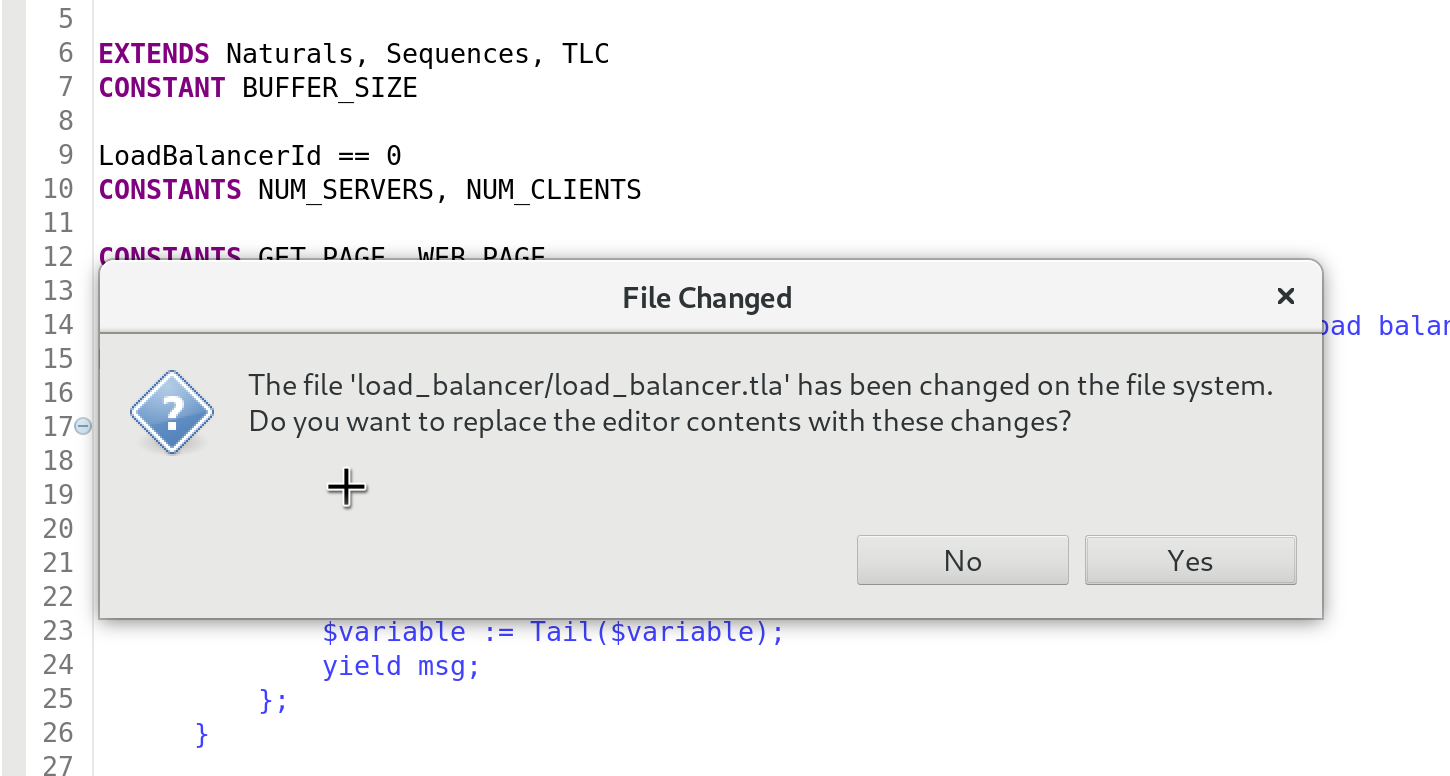 5
6 EXTENDS Naturals, Sequences, TLC
7 CONSTANT BUFFER_SIZE
8
9 LoadBalancerId == 0
10 CONSTANTS NUM_SERVERS, NUM_CLIENTS
11
12 CONSTANTS GET_PAGE, WEB_PAGE
13
File Changed
14 load balan
15
The file 'load_balancer/load_balancer.tla' has been changed on the file system.
16
Do you want to replace the editor contents with these changes?
17
18
19
20
21
No Yes
22
23 $variable := Tail($variable);
24 yield msg;
25 };
26 }
27